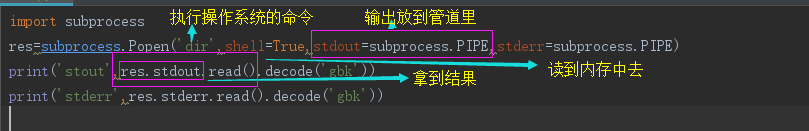 执行操作系统的命令 输出放到管道里
import subprocess
res=subprocess.Popen('dir',shell=True,stdout=subprocess.PIPE,stderr=subprocess.PIPE)
print('stout',res.stdout.read().decode('gbk'))
读到内存中去
拿到结果
print('stderr',res.stderr.read().decode('gbk'))